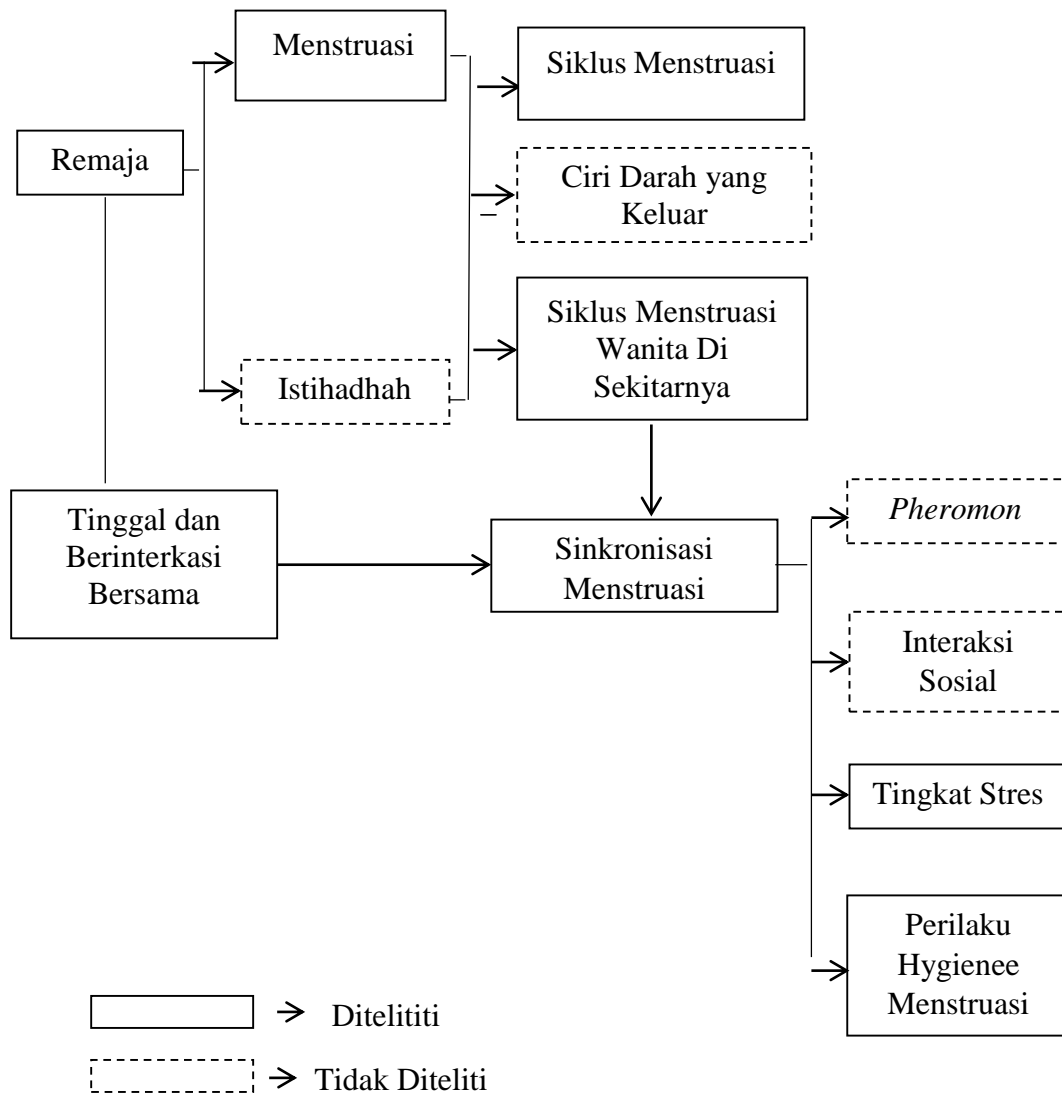 Menstruasi
Siklus Menstruasi
Remaja
Ciri Darah yang
Keluar
Siklus Menstruasi
Wanita Di
Sekitarnya
Istihadhah
Tinggal dan
Berinterkasi
Bersama
Sinkronisasi
Menstruasi
Pheromon
Interaksi
Sosial
Tingkat Stres
Perilaku
Hygienee
Menstruasi
Ditelititi
Tidak Diteliti